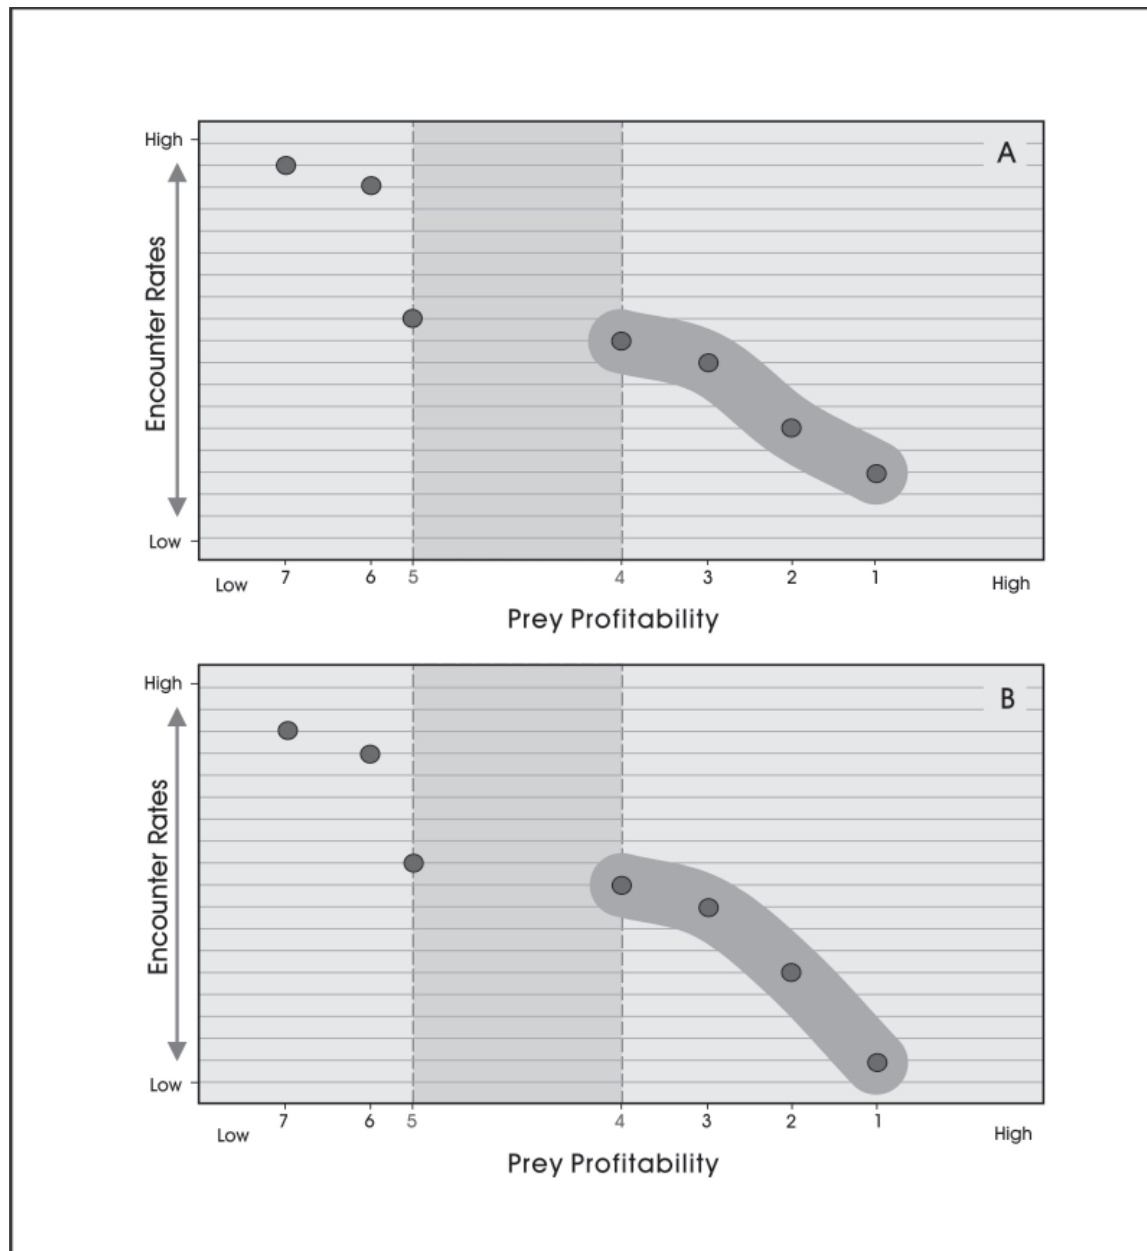 A
High
Encounter Rates
Low
Low 7 6 5 4 3 2 1 High
Prey Profitability
B
High
Encounter Rates
Low
Low 7 6 5 4 3 2 1 High
Prey Profitability